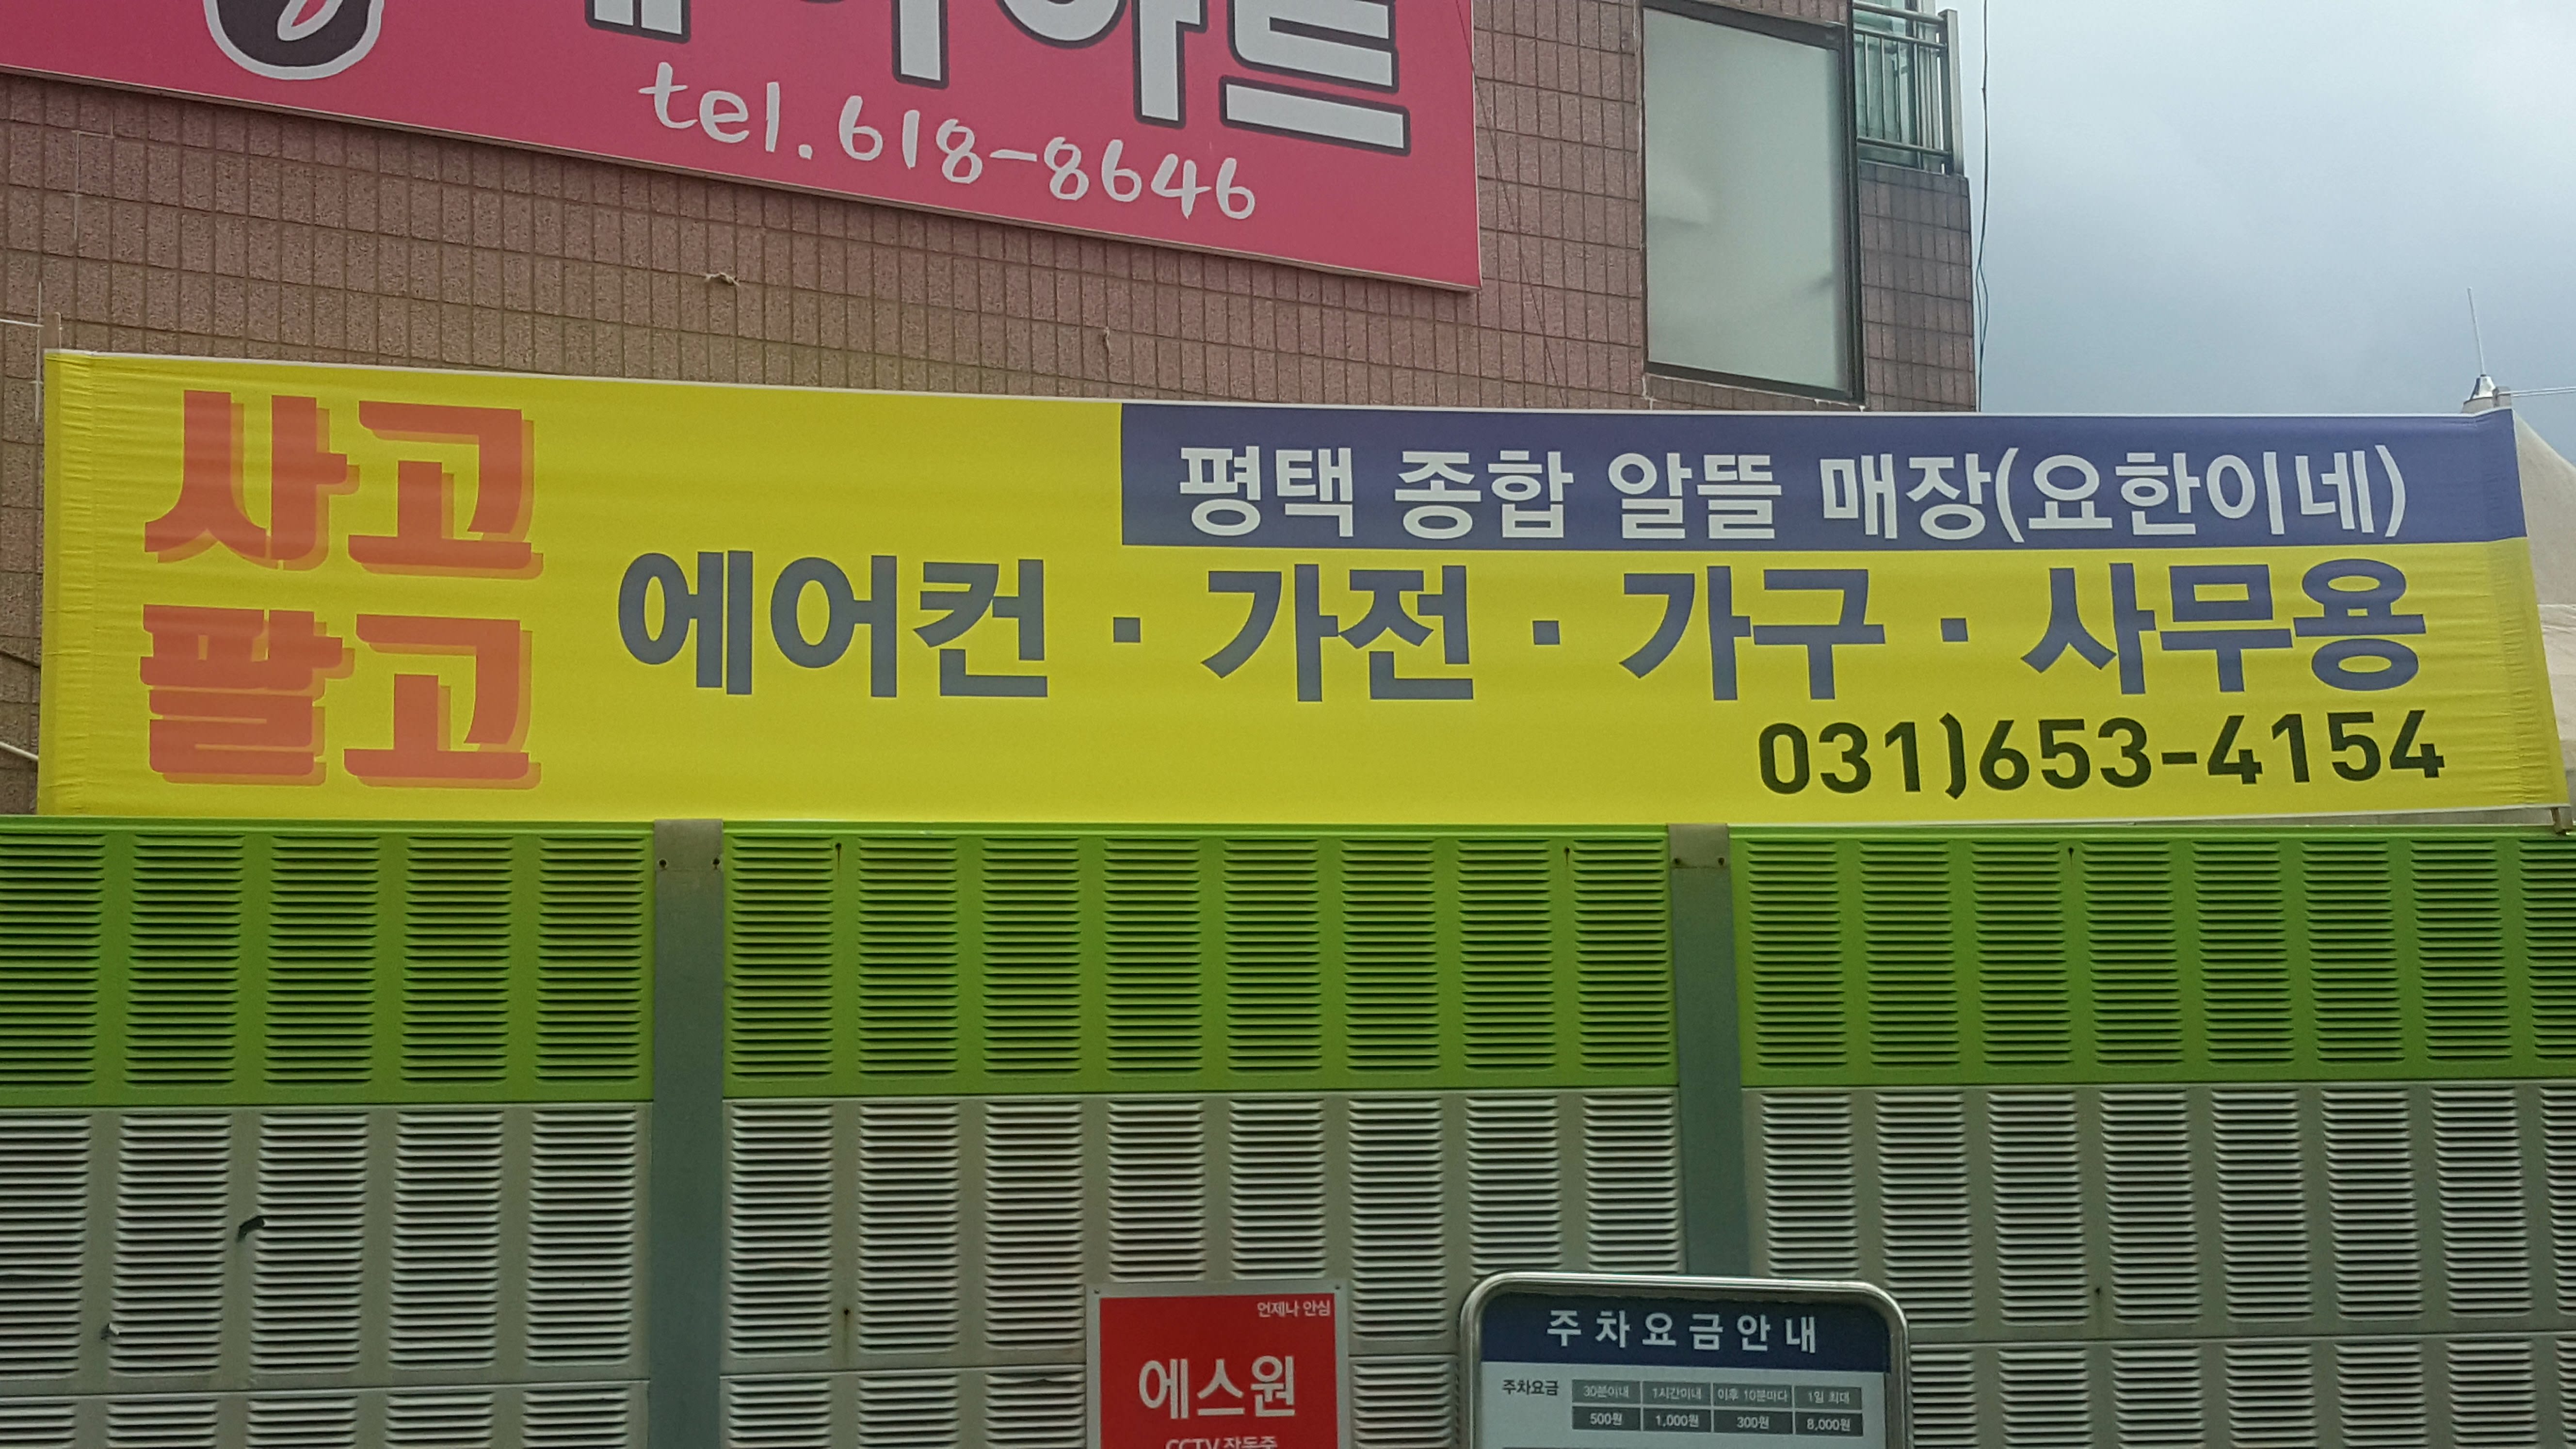 tel.618-8646
사고
팔고
평택 종합 알뜰 매장(요한이네)
에어컨 · 가전 · 가구 · 사무용
031)653-4154
언제나 안심
에스원
CCTV 작동중
주차요금안내
주차요금 30분이내 1시간이내 이후 10분마다 1일 최대
500원 1,000원 300원 8,000원